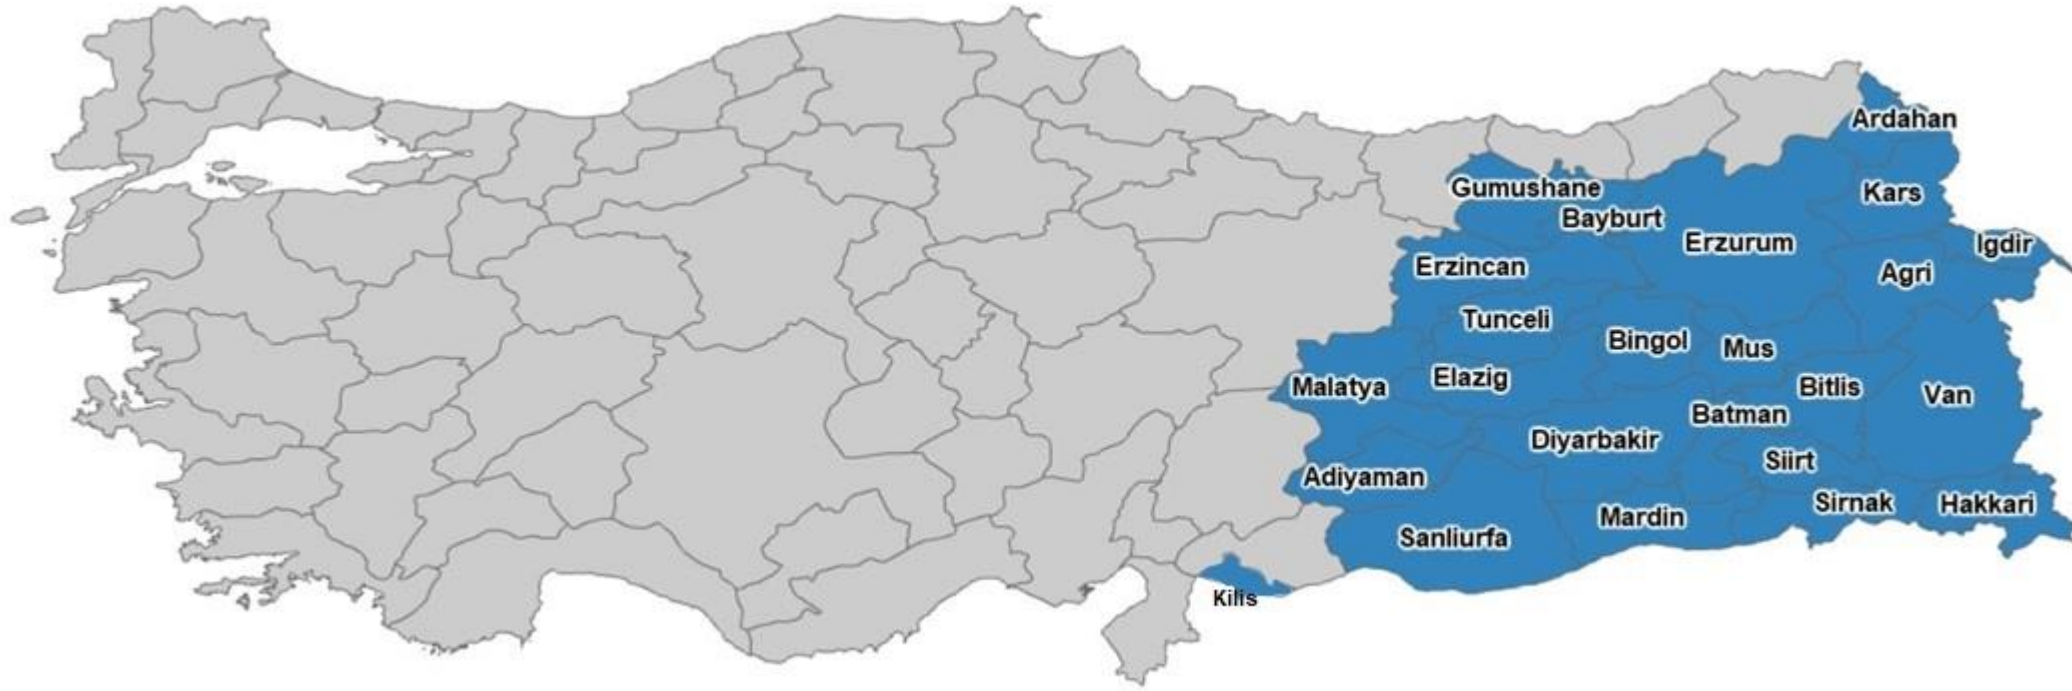 Ardahan
Gumushane
Kars
Bayburt
Erzurum
Igdir
Erzincan
Agri
Tunceli
Bingol
Mus
Malatya
Elazig
Bitlis
Van
Batman
Diyarbakir
Siirt
Adiyaman
Sirnak
Hakkari
Mardin
Sanliurfa
Kilis